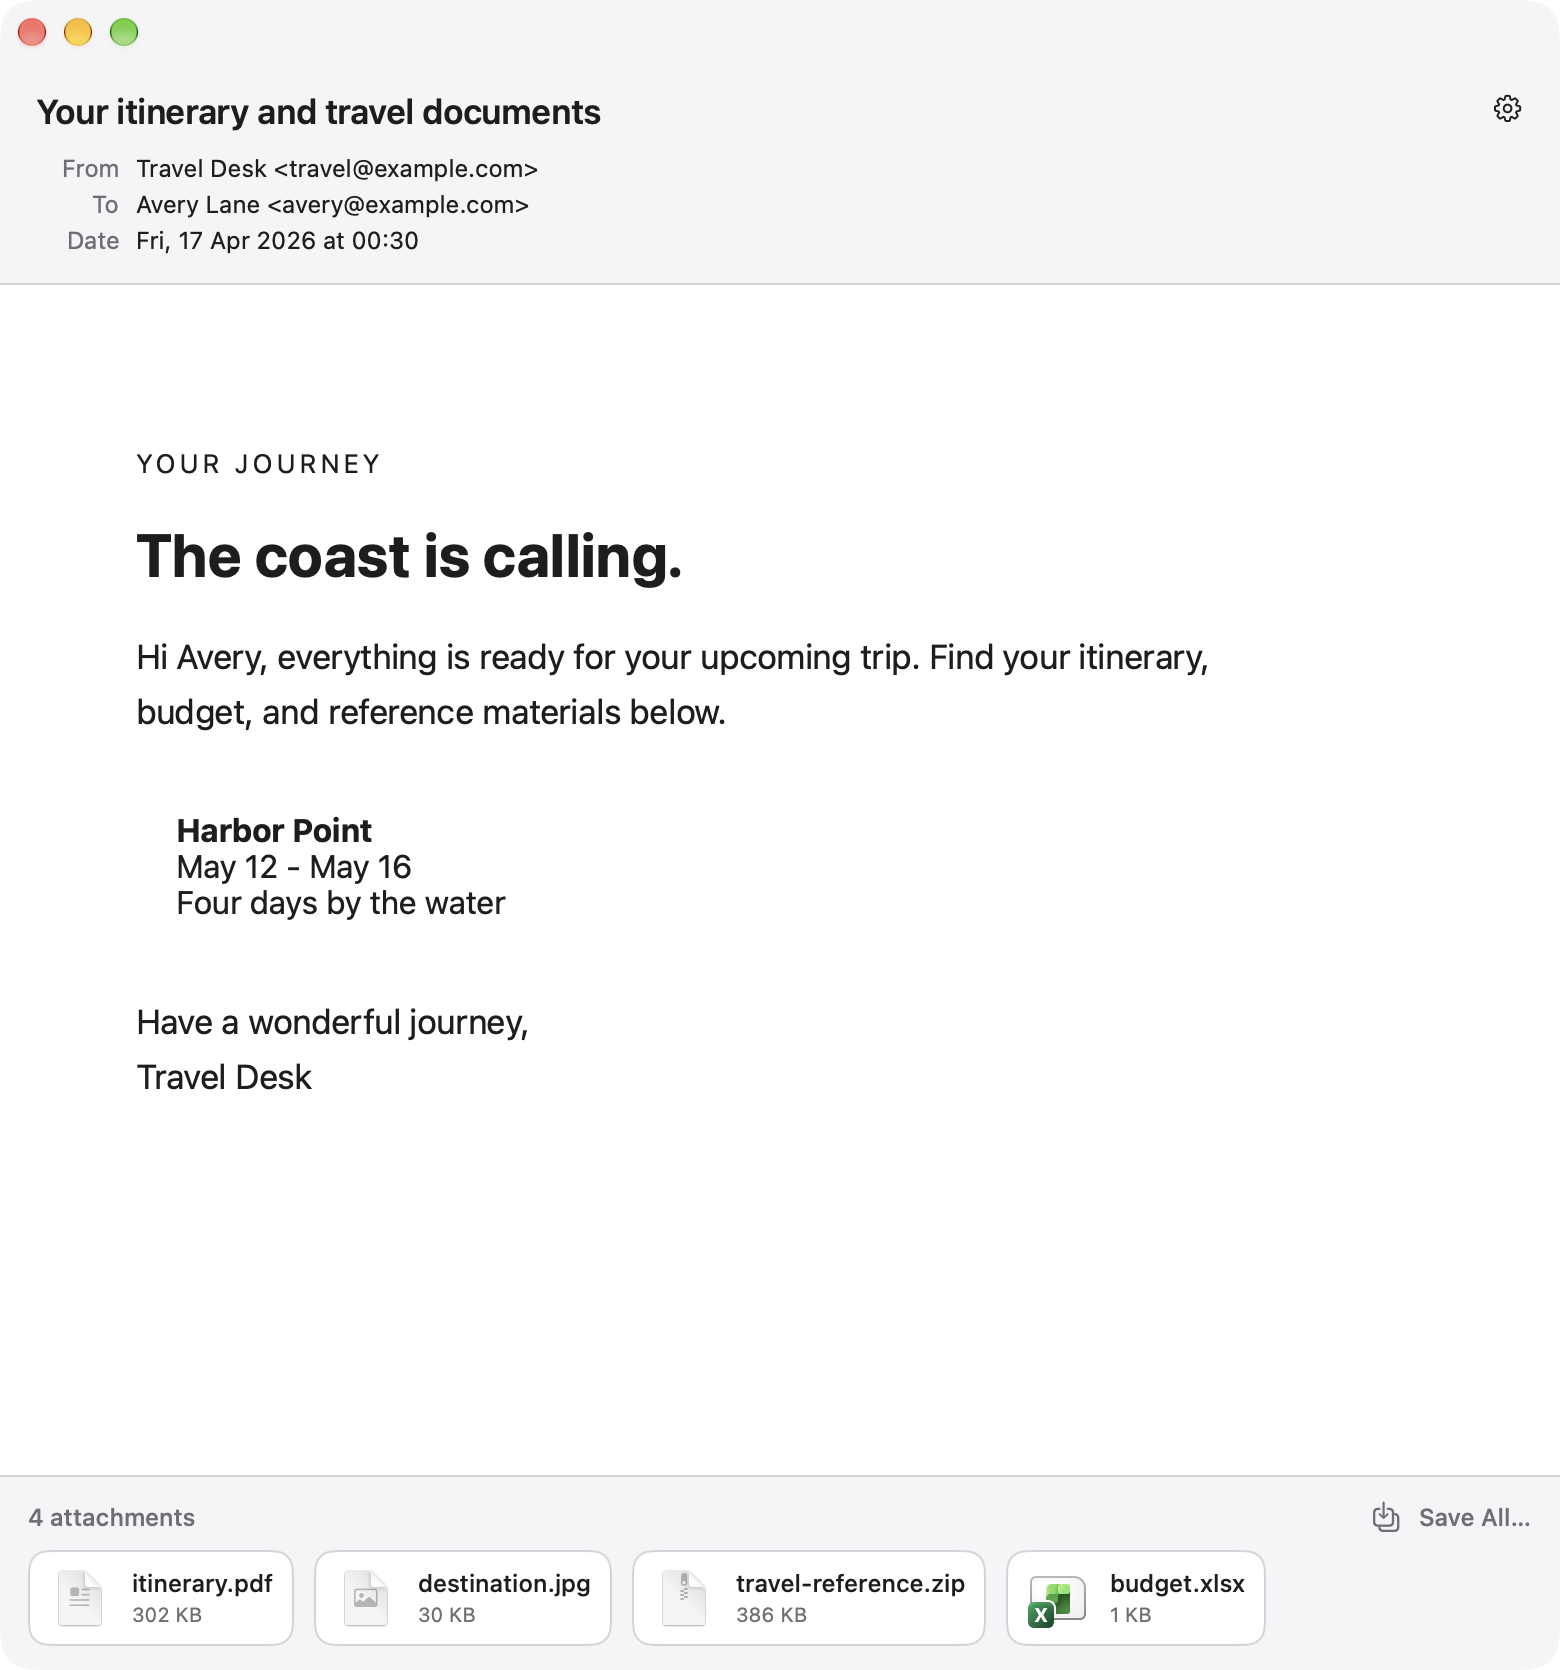 Your itinerary and travel documents
From Travel Desk <travel@example.com>
To Avery Lane <avery@example.com>
Date Fri, 17 Apr 2026 at 00:30
YOUR JOURNEY
The coast is calling.
Hi Avery, everything is ready for your upcoming trip. Find your itinerary,
budget, and reference materials below.
Harbor Point
May 12 - May 16
Four days by the water
Have a wonderful journey,
Travel Desk
4 attachments
Save All...
itinerary.pdf
302 KB
destination.jpg
30 KB
travel-reference.zip
386 KB
X
budget.xlsx
1 KB